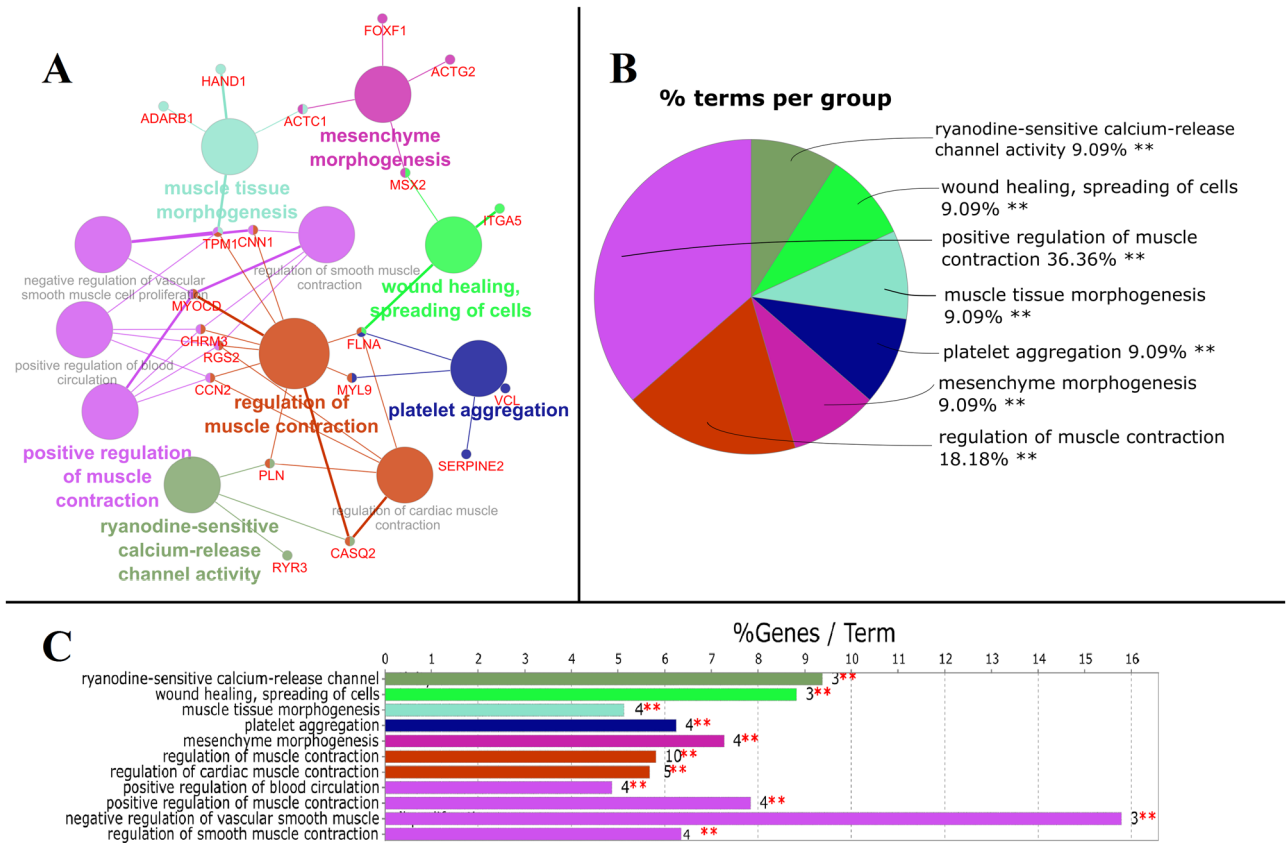 A
FOXF1
ACTG2
HAND1
ADARB1
ACTC1
mesenchyme
morphogenesis
MSX2
muscle tissue
morphogenesis
ITGA5
TPM1
CNN1
negative regulation of vascular
smooth muscle cell proliferation
regulation of smooth muscle
contraction
wound healing,
spreading of cells
MYOCD
CHRM3
RGS2
FLNA
positive regulation of blood
circulation
CCN2
MYL9
VCL
regulation of
muscle contraction
platelet aggregation
positive regulation
of muscle
contraction
PLN
SERPINE2
regulation of cardiac muscle
contraction
ryanodine-sensitive
calcium-release
channel activity
CASQ2
RYR3
B
% terms per group
ryanodine-sensitive calcium-release
channel activity 9.09% **
wound healing, spreading of cells
9.09% **
positive regulation of muscle
contraction 36.36% **
muscle tissue morphogenesis
9.09% **
platelet aggregation 9.09% **
mesenchyme morphogenesis
9.09% **
regulation of muscle contraction
18.18% **
C
%Genes / Term
0 1 2 3 4 5 6 7 8 9 10 11 12 13 14 15 16
ryanodine-sensitive calcium-release channel 3**
wound healing, spreading of cells 3**
muscle tissue morphogenesis 4**
platelet aggregation 4**
mesenchyme morphogenesis 4**
regulation of muscle contraction 10**
regulation of cardiac muscle contraction 5**
positive regulation of blood circulation 4**
positive regulation of muscle contraction 4**
negative regulation of vascular smooth muscle 3**
regulation of smooth muscle contraction 4 **